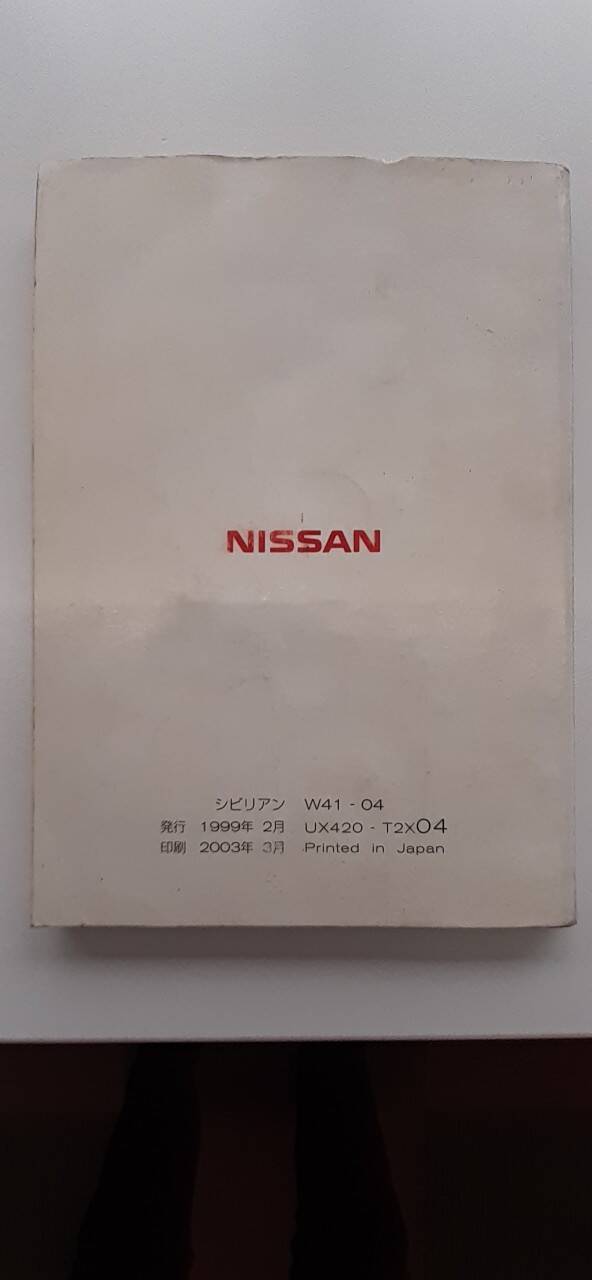 NISSAN
シビリアン W41 - 04
発行 1999年 2月 UX420 - T2X04
印刷 2003年 3月 Printed in Japan